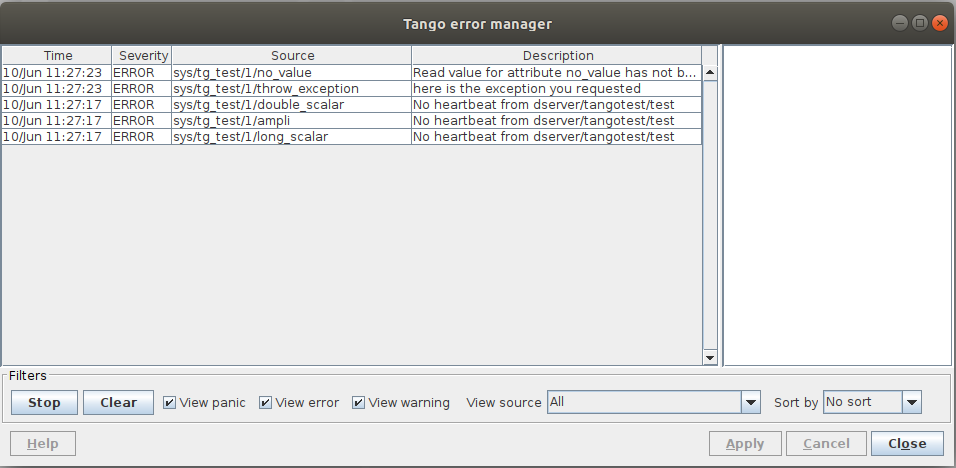 Tango error manager
Time Severity Source Description
10/Jun 11:27:23 ERROR sys/tg_test/1/no_value Read value for attribute no_value has not b...
10/Jun 11:27:23 ERROR sys/tg_test/1/throw_exception here is the exception you requested
10/Jun 11:27:17 ERROR sys/tg_test/1/double_scalar No heartbeat from dserver/tangotest/test
10/Jun 11:27:17 ERROR sys/tg_test/1/ampli No heartbeat from dserver/tangotest/test
10/Jun 11:27:17 ERROR sys/tg_test/1/long_scalar No heartbeat from dserver/tangotest/test
Filters
Stop Clear View panic View error View warning View source All Sort by No sort
Help Apply Cancel Close